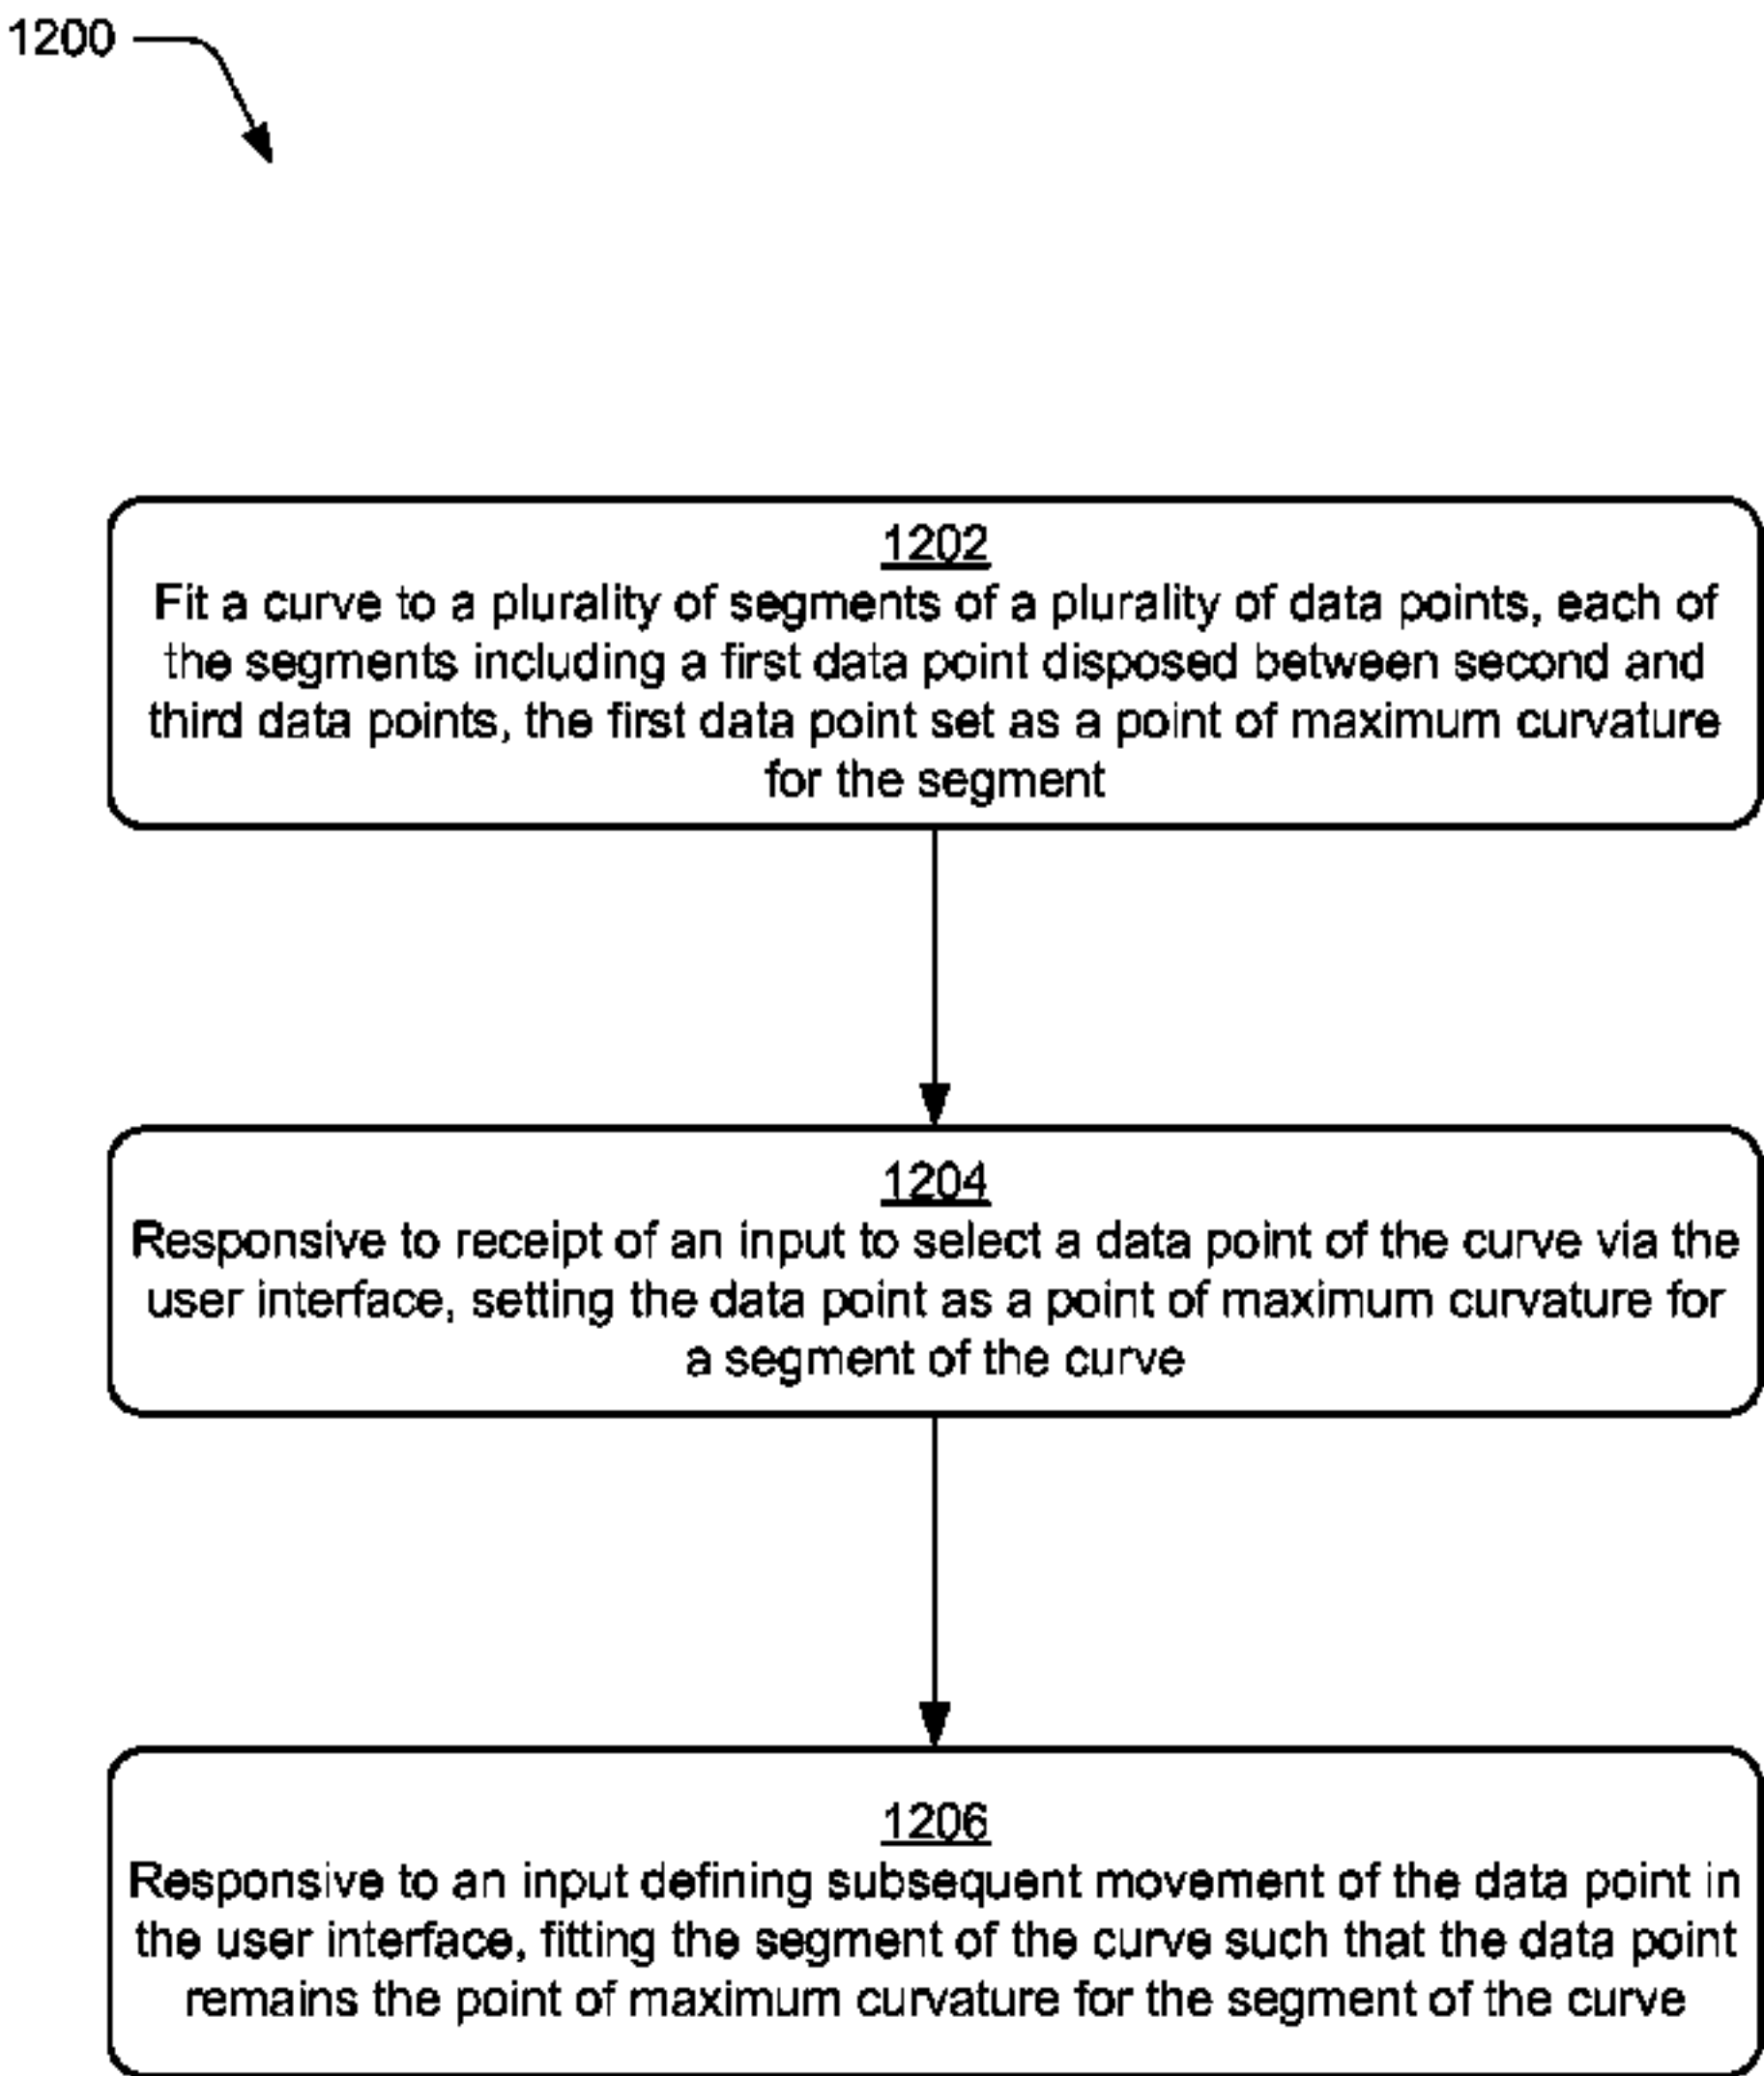 1200
1202
Fit a curve to a plurality of segments of a plurality of data points, each of
the segments including a first data point disposed between second and
third data points, the first data point set as a point of maximum curvature
for the segment
1204
Responsive to receipt of an input to select a data point of the curve via the
user interface, setting the data point as a point of maximum curvature for
a segment of the curve
1206
Responsive to an input defining subsequent movement of the data point in
the user interface, fitting the segment of the curve such that the data point
remains the point of maximum curvature for the segment of the curve